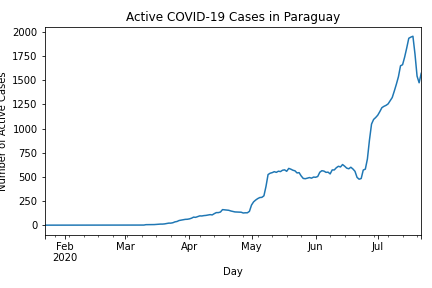 Active COVID-19 Cases in Paraguay
2000
1750
1500
1250
1000
750
500
250
0
Number of Active Cases
Feb
2020
Mar
Apr
May
Jun
Jul
Day